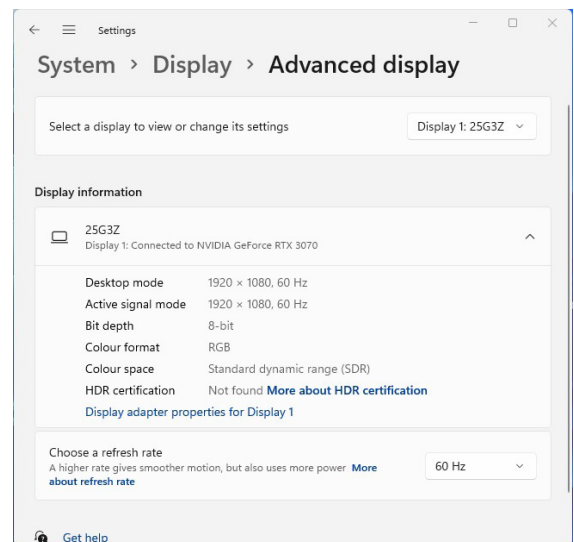 Settings
System > Display > Advanced display
Select a display to view or change its settings
Display 1: 25G3Z
Display information
25G3Z
Display 1: Connected to NVIDIA GeForce RTX 3070
Desktop mode 1920 × 1080, 60 Hz
Active signal mode 1920 × 1080, 60 Hz
Bit depth 8-bit
Colour format RGB
Colour space Standard dynamic range (SDR)
HDR certification Not found More about HDR certification
Display adapter properties for Display 1
Choose a refresh rate
A higher rate gives smoother motion, but also uses more power More
about refresh rate
60 Hz
Get help